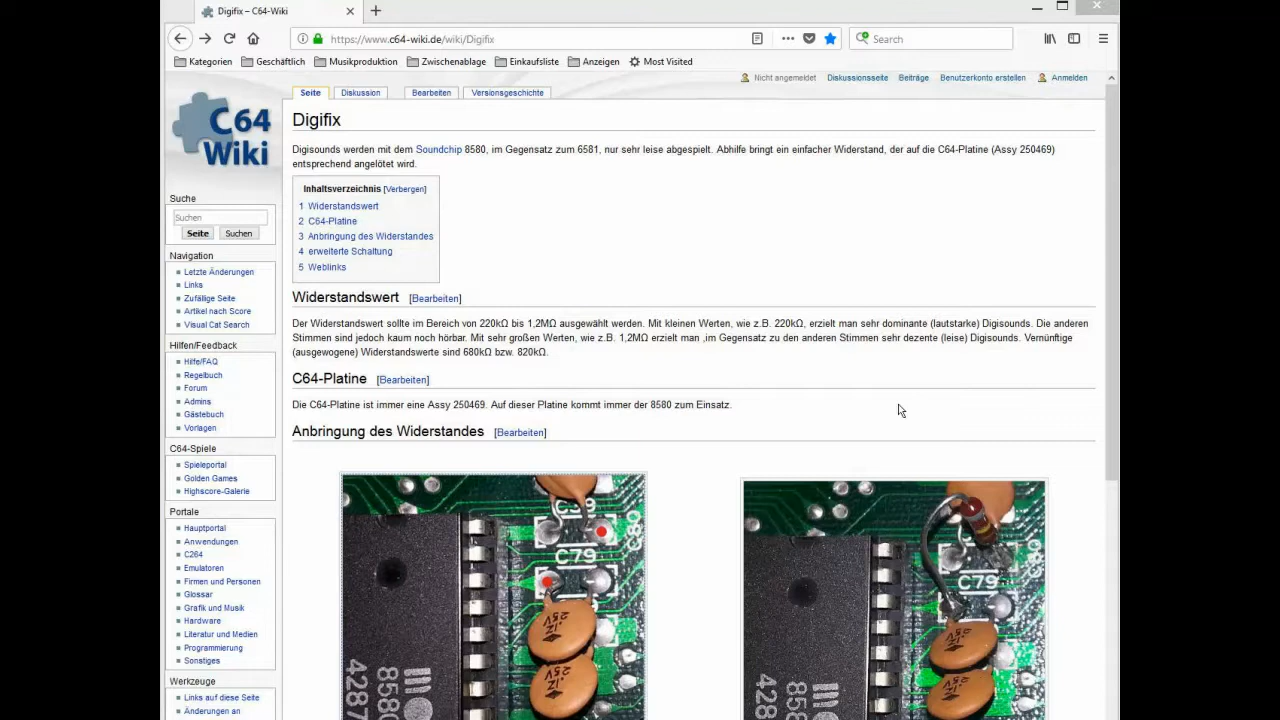 Digifix – C64-Wiki
https://www.c64-wiki.de/wiki/Digifix
Search
Kategorien
Geschäftlich
Musikproduktion
Zwischenablage
Einkaufsliste
Anzeigen
Most Visited
Nicht angemeldet
Diskussionsseite
Beiträge
Benutzerkonto erstellen
Anmelden
Seite
Diskussion
Bearbeiten
Versionsgeschichte
C64
Wiki
Suche
Suchen
Seite
Suchen
Navigation
Letzte Änderungen
Links
Zufällige Seite
Artikel nach Score
Visual Cat Search
Hilfen/Feedback
Hilfe/FAQ
Regelbuch
Forum
Admins
Gästebuch
Vorlagen
C64-Spiele
Spieleportal
Golden Games
Highscore-Galerie
Portale
Hauptportal
Anwendungen
C264
Emulatoren
Firmen und Personen
Glossar
Grafik und Musik
Hardware
Literatur und Medien
Programmierung
Sonstiges
Werkzeuge
Links auf diese Seite
Änderungen an
Digifix
Digisounds werden mit dem Soundchip 8580, im Gegensatz zum 6581, nur sehr leise abgespielt. Abhilfe bringt ein einfacher Widerstand, der auf die C64-Platine (Assy 250469)
entsprechend angelötet wird.
Inhaltsverzeichnis [Verbergen]
1 Widerstandswert
2 C64-Platine
3 Anbringung des Widerstandes
4 erweiterte Schaltung
5 Weblinks
Widerstandswert [Bearbeiten]
Der Widerstandswert sollte im Bereich von 220kΩ bis 1,2MΩ ausgewählt werden. Mit kleinen Werten, wie z.B. 220kΩ, erzielt man sehr dominante (lautstarke) Digisounds. Die anderen
Stimmen sind jedoch kaum noch hörbar. Mit sehr großen Werten, wie z.B. 1,2MΩ erzielt man ,im Gegensatz zu den anderen Stimmen sehr dezente (leise) Digisounds. Vernünftige
(ausgewogene) Widerstandswerte sind 680kΩ bzw. 820kΩ.
C64-Platine [Bearbeiten]
Die C64-Platine ist immer eine Assy 250469. Auf dieser Platine kommt immer der 8580 zum Einsatz.
Anbringung des Widerstandes [Bearbeiten]
C39
C79
25V
25V
8580
4287
C79
25V
25V
8580
428